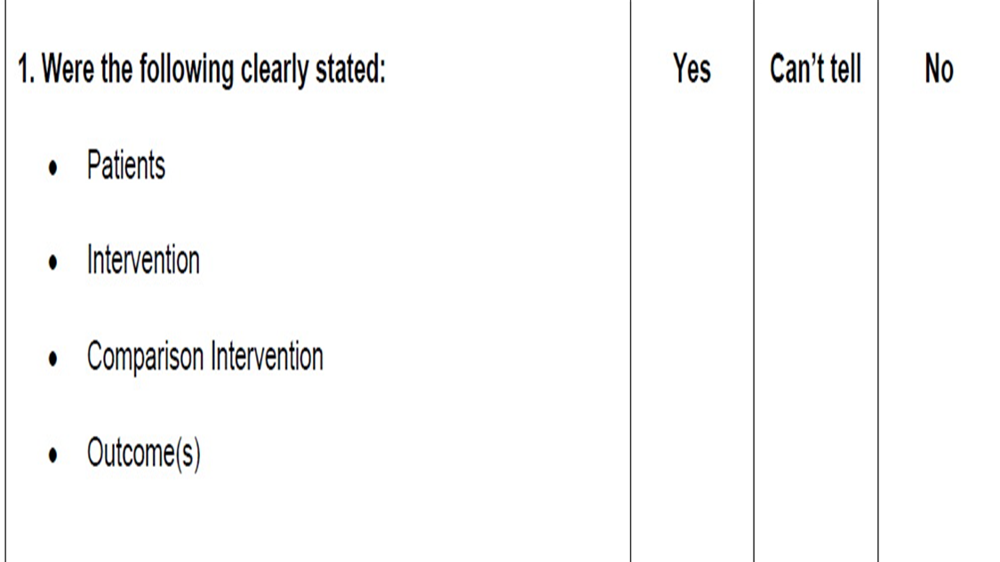 1. Were the following clearly stated: Yes Can’t tell No
• Patients
• Intervention
• Comparison Intervention
• Outcome(s)